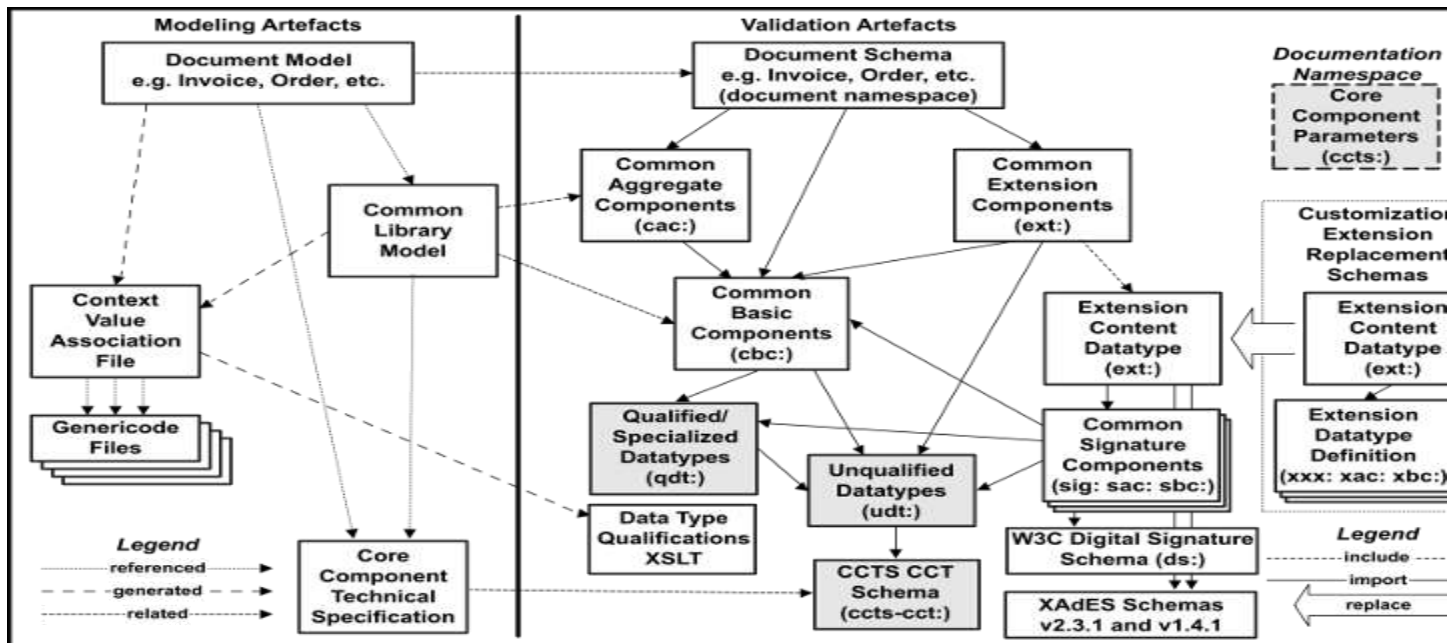 Modeling Artefacts
Validation Artefacts
Document Model
e.g. Invoice, Order, etc.
Document Schema
e.g. Invoice, Order, etc.
(document namespace)
Documentation
Namespace
Core
Component
Parameters
(ccts:)
Common
Aggregate
Components
(cac:)
Common
Extension
Components
(ext:)
Common
Library
Model
Customization
Extension
Replacement
Schemas
Context
Value
Association
File
Common
Basic
Components
(cbc:)
Extension
Content
Datatype
(ext:)
Extension
Content
Datatype
(ext:)
Genericode
Files
Qualified/
Specialized
Datatypes
(qdt:)
Unqualified
Datatypes
(udt:)
Common
Signature
Components
(sig: sac: sbc:)
Extension
Datatype
Definition
(xxx: xac: xbc:)
Data Type
Qualifications
XSLT
W3C Digital Signature
Schema (ds:)
Legend
referenced
generated
related
Core
Component
Technical
Specification
CCTS CCT
Schema
(ccts-cct:)
XAdES Schemas
v2.3.1 and v1.4.1
Legend
include
import
replace